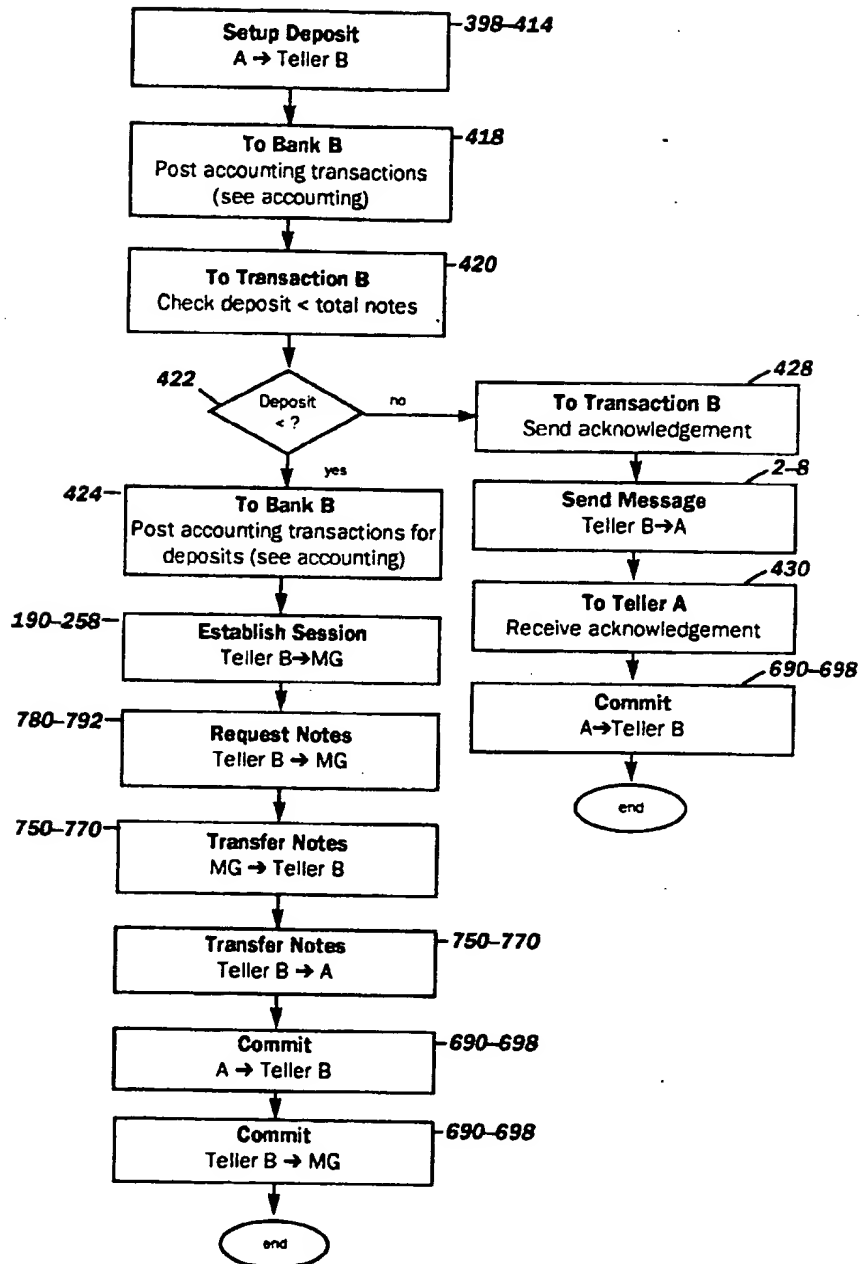 Setup Deposit
A → Teller B
398–414
To Bank B
Post accounting transactions
(see accounting)
418
To Transaction B
Check deposit < total notes
420
422
Deposit
< ?
no
yes
428
To Transaction B
Send acknowledgement
2–8
Send Message
Teller B→A
430
To Teller A
Receive acknowledgement
690–698
Commit
A→Teller B
end
424
To Bank B
Post accounting transactions for
deposits (see accounting)
190–258
Establish Session
Teller B→MG
780–792
Request Notes
Teller B → MG
750–770
Transfer Notes
MG → Teller B
Transfer Notes
Teller B → A
750–770
Commit
A → Teller B
690–698
Commit
Teller B → MG
690–698
end